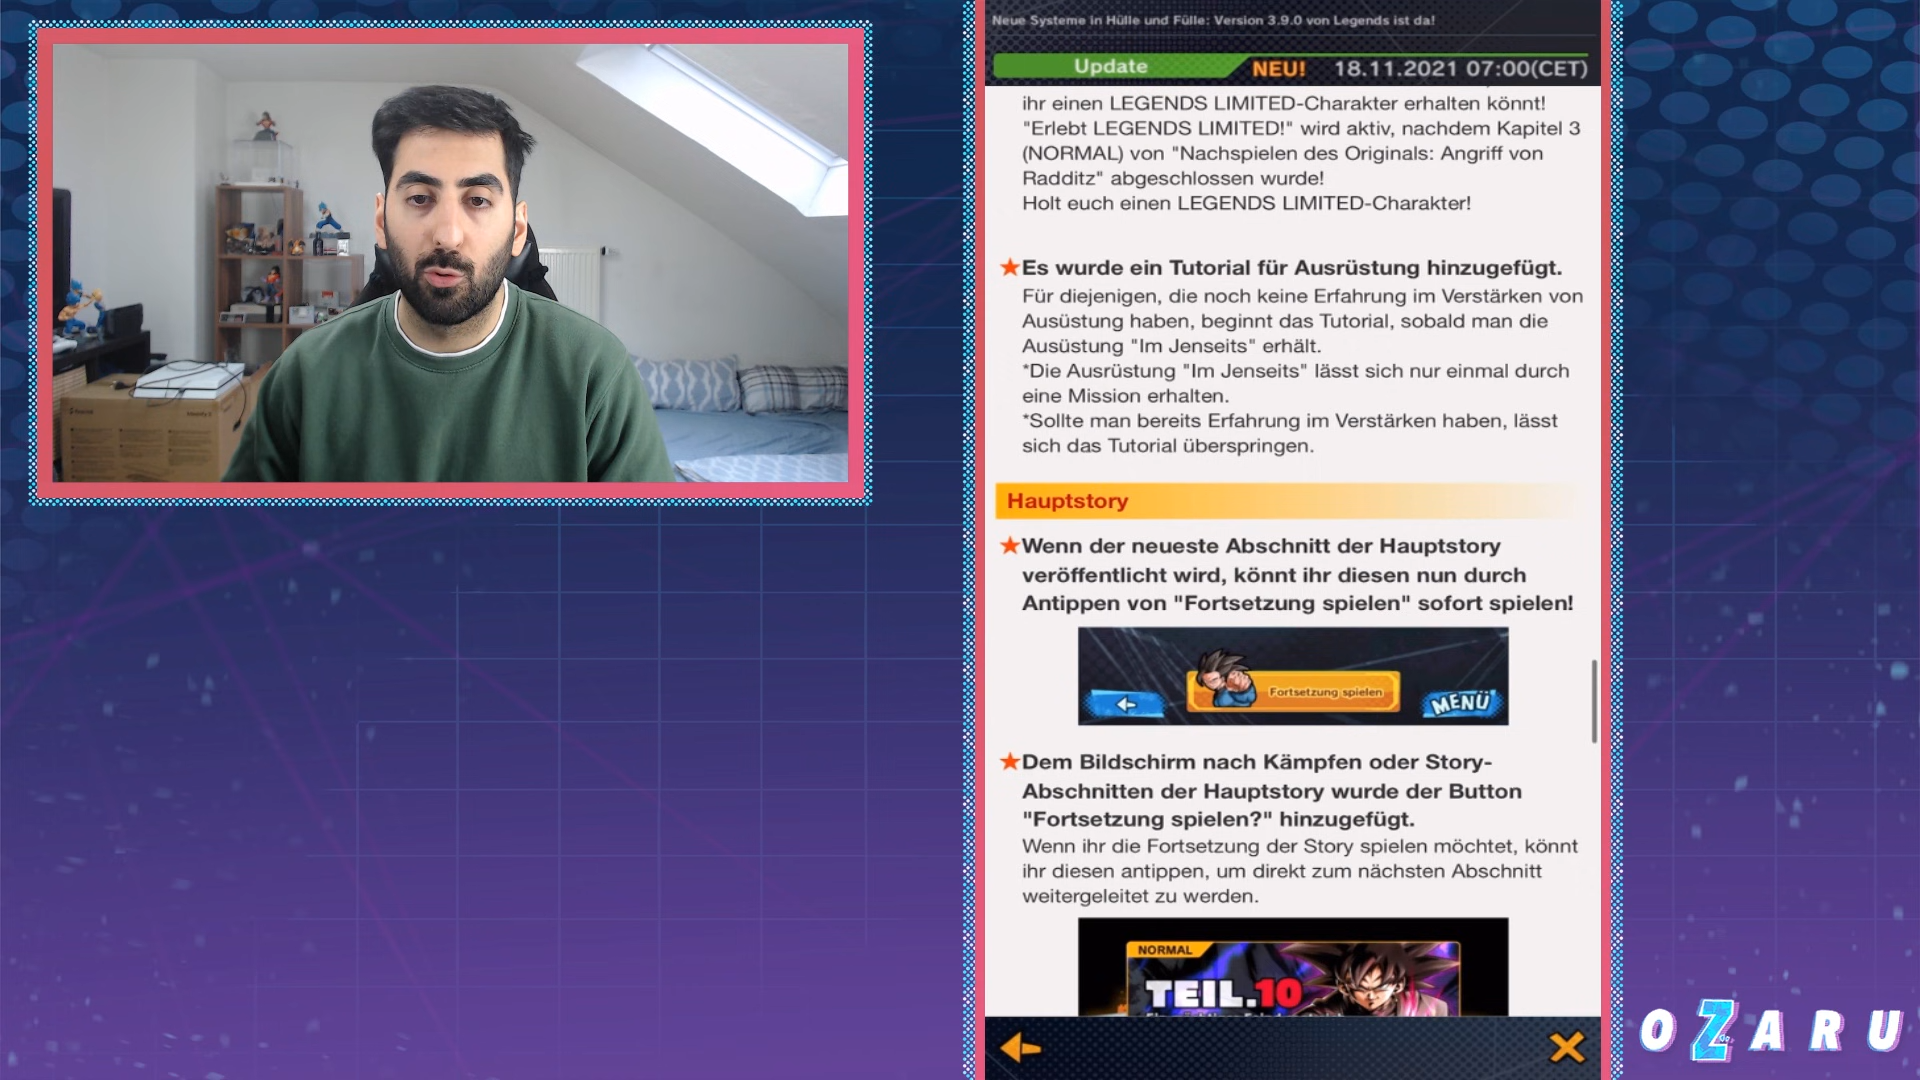 Neue Systeme in Hülle und Fülle: Version 3.9.0 von Legends ist da!
Update NEU! 18.11.2021 07:00(CET)
ihr einen LEGENDS LIMITED-Charakter erhalten könnt!
"Erlebt LEGENDS LIMITED!" wird aktiv, nachdem Kapitel 3
(NORMAL) von "Nachspielen des Originals: Angriff von
Radditz" abgeschlossen wurde!
Holt euch einen LEGENDS LIMITED-Charakter!
★Es wurde ein Tutorial für Ausrüstung hinzugefügt.
Für diejenigen, die noch keine Erfahrung im Verstärken von
Ausüstung haben, beginnt das Tutorial, sobald man die
Ausüstung "Im Jenseits" erhält.
*Die Ausrüstung "Im Jenseits" lässt sich nur einmal durch
eine Mission erhalten.
*Sollte man bereits Erfahrung im Verstärken haben, lässt
sich das Tutorial überspringen.
Hauptstory
★Wenn der neueste Abschnitt der Hauptstory
veröffentlicht wird, könnt ihr diesen nun durch
Antippen von "Fortsetzung spielen" sofort spielen!
Fortsetzung spielen
MENÜ
★Dem Bildschirm nach Kämpfen oder Story-
Abschnitten der Hauptstory wurde der Button
"Fortsetzung spielen?" hinzugefügt.
Wenn ihr die Fortsetzung der Story spielen möchtet, könnt
ihr diesen antippen, um direkt zum nächsten Abschnitt
weitergeleitet zu werden.
NORMAL
TEIL.10
OZARU